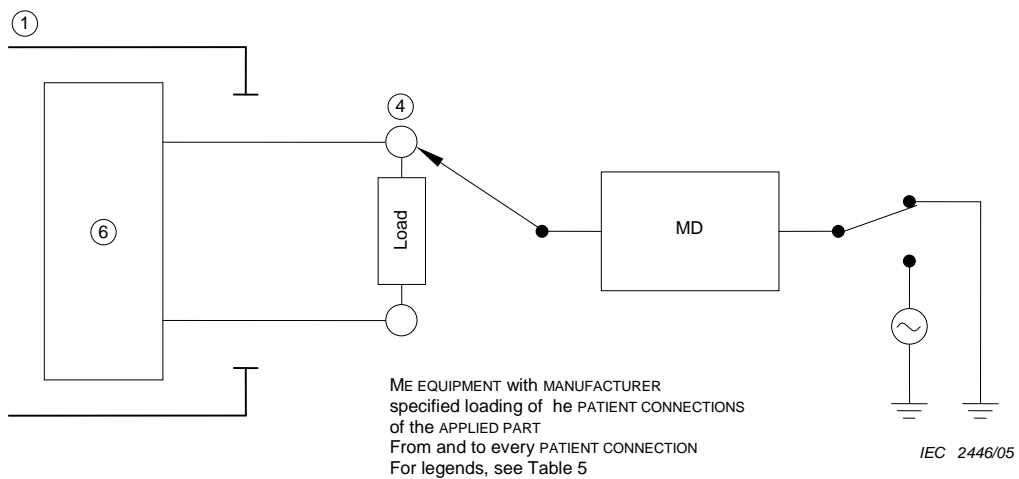 1
4
6
Load
MD
ME EQUIPMENT with MANUFACTURER
specified loading of he PATIENT CONNECTIONS
of the APPLIED PART
From and to every PATIENT CONNECTION
For legends, see Table 5
IEC 2446/05